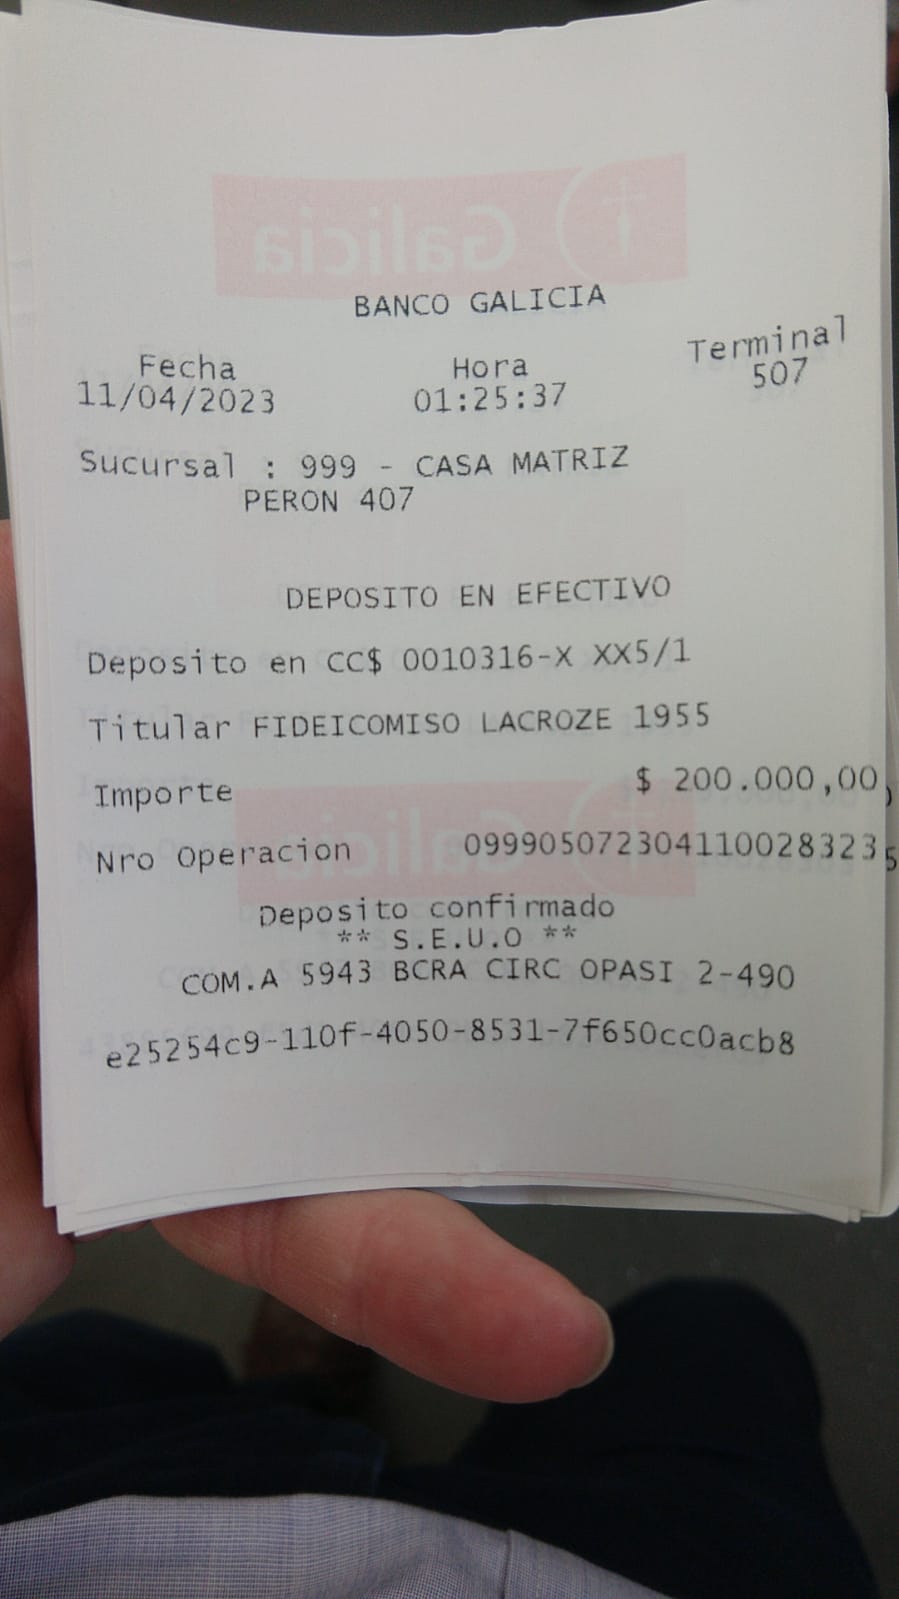 Galicia
BANCO GALICIA
Fecha Hora Terminal
11/04/2023 01:25:37 507
Sucursal : 999 - CASA MATRIZ
PERON 407
DEPOSITO EN EFECTIVO
Deposito en CC$ 0010316-X XX5/1
Titular FIDEICOMISO LACROZE 1955
Importe $ 200.000,00
Galicia
Nro Operacion 099905072304110028323
Deposito confirmado
** S.E.U.O **
COM.A 5943 BCRA CIRC OPASI 2-490
e25254c9-110f-4050-8531-7f650cc0acb8